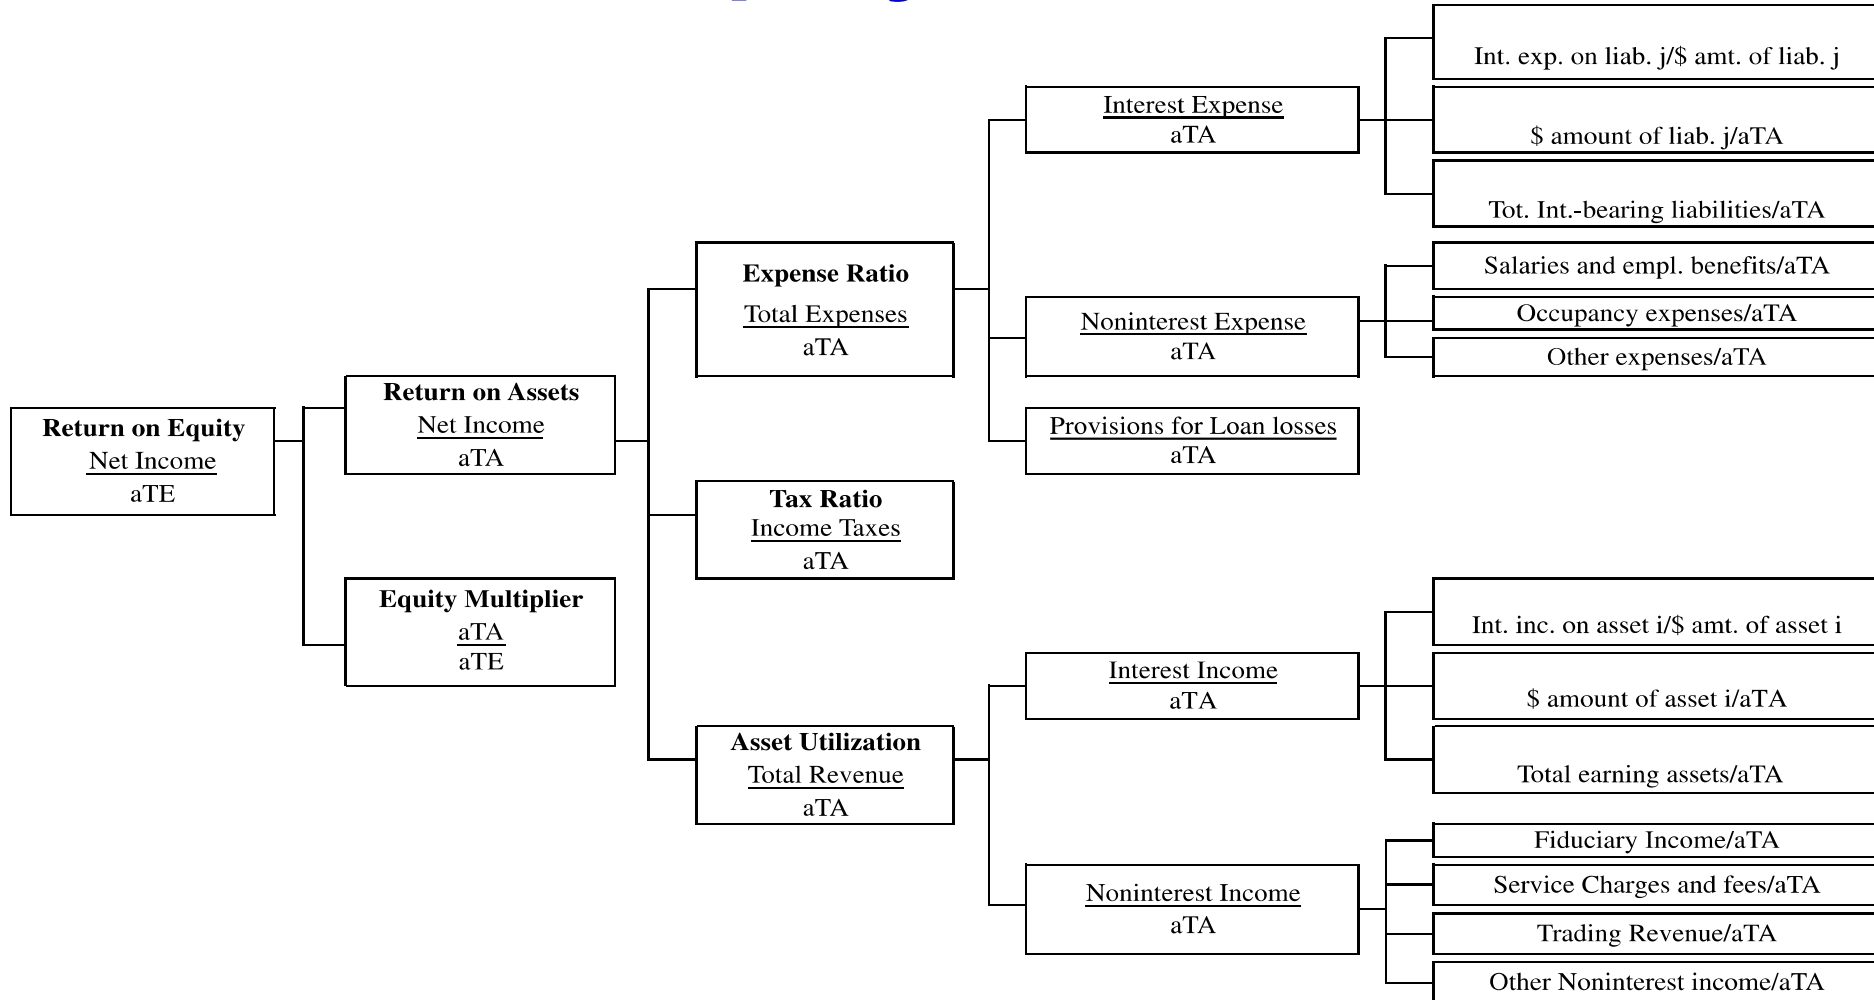 Int. exp. on liab. j/$ amt. of liab. j
Interest Expense
aTA
$ amount of liab. j/aTA
Tot. Int.-bearing liabilities/aTA
Expense Ratio
Total Expenses
aTA
Salaries and empl. benefits/aTA
Noninterest Expense
aTA
Occupancy expenses/aTA
Other expenses/aTA
Return on Equity
Net Income
aTE
Return on Assets
Net Income
aTA
Provisions for Loan losses
aTA
Tax Ratio
Income Taxes
aTA
Equity Multiplier
aTA
aTE
Int. inc. on asset i/$ amt. of asset i
Interest Income
aTA
$ amount of asset i/aTA
Asset Utilization
Total Revenue
aTA
Total earning assets/aTA
Noninterest Income
aTA
Fiduciary Income/aTA
Service Charges and fees/aTA
Trading Revenue/aTA
Other Noninterest income/aTA